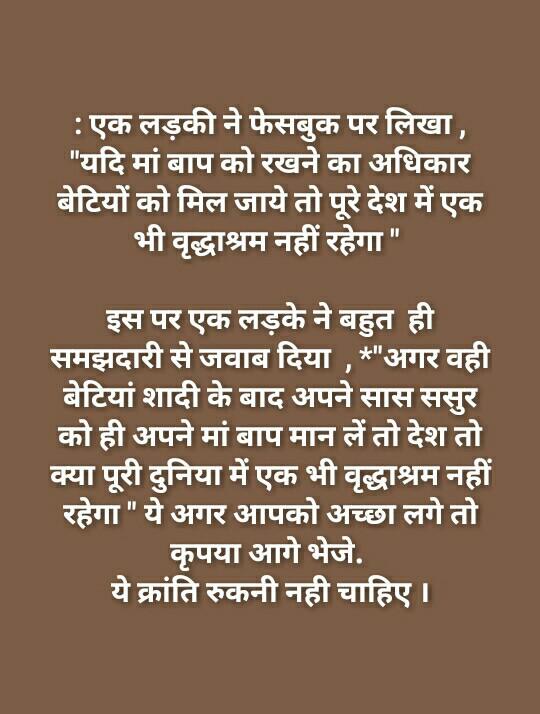 : एक लड़की ने फेसबुक पर लिखा ,
"यदि मां बाप को रखने का अधिकार
बेटियों को मिल जाये तो पूरे देश में एक
भी वृद्धाश्रम नहीं रहेगा "
इस पर एक लड़के ने बहुत  ही
समझदारी से जवाब दिया  , *"अगर वही
बेटियां शादी के बाद अपने सास ससुर
को ही अपने मां बाप मान लें तो देश तो
क्या पूरी दुनिया में एक भी वृद्धाश्रम नहीं
रहेगा " ये अगर आपको अच्छा लगे तो
कृपया आगे भेजे.
ये क्रांति रुकनी नही चाहिए ।